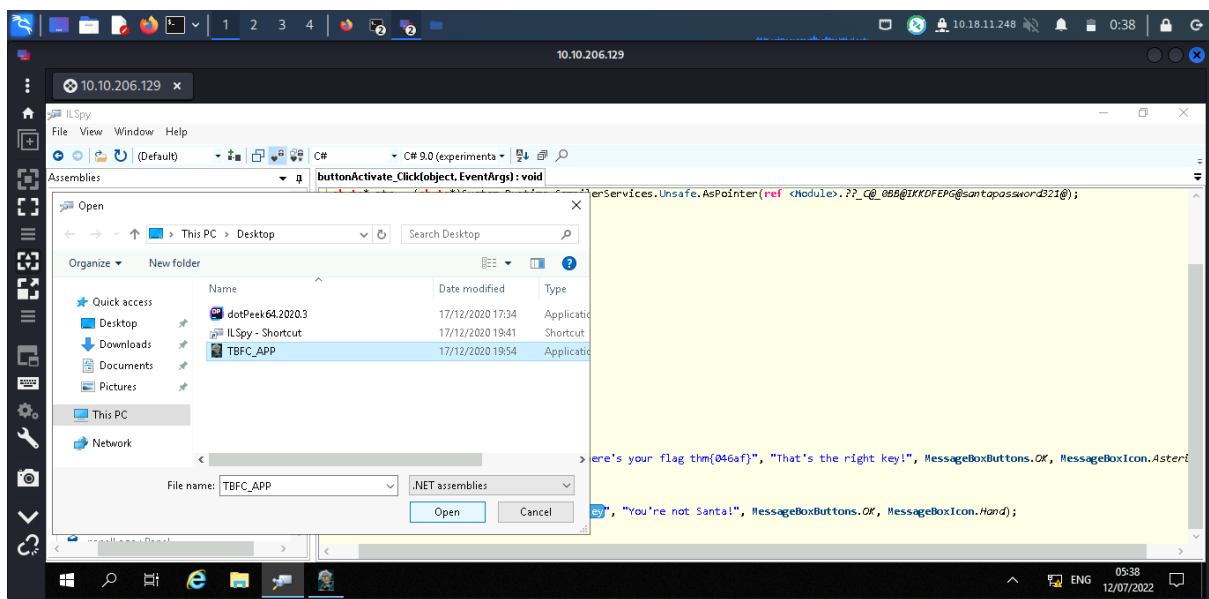 1 2 3 4
10.18.11.248 0:38
10.10.206.129
10.10.206.129 ×
ILSpy
File View Window Help
(Default) C# C# 9.0 (experimenta
Assemblies
buttonActivate_Click(object, EventArgs) : void
erServices.Unsafe.AsPointer(ref <Module>.??_C@_0BB@IKKDFEPG@santapassword321@);
Open
This PC > Desktop
Search Desktop
Organize New folder
Name Date modified Type
Quick access
Desktop
Downloads
Documents
Pictures
This PC
Network
dotPeek64.2020.3 17/12/2020 17:34 Applicatic
ILSpy - Shortcut 17/12/2020 19:41 Shortcut
TBFC_APP 17/12/2020 19:54 Applicatic
File name: TBFC_APP .NET assemblies
Open Cancel
ere's your flag thm{046af}", "That's the right key!", MessageBoxButtons.OK, MessageBoxIcon.Asteri
ey", "You're not Santa!", MessageBoxButtons.OK, MessageBoxIcon.Hand);
ENG
05:38
12/07/2022